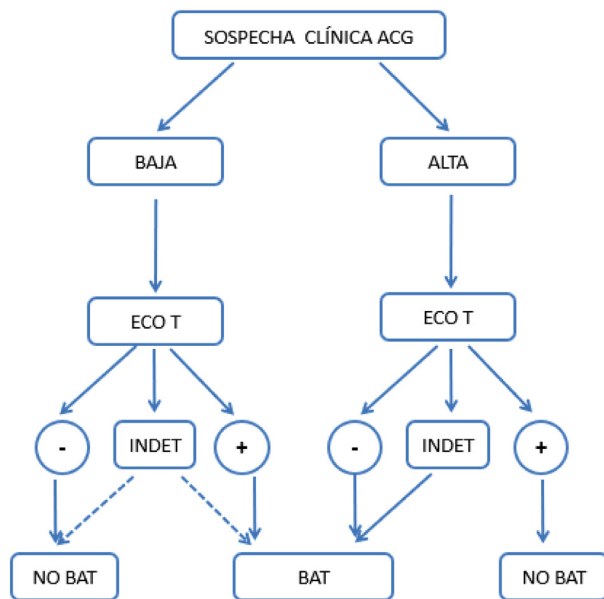 SOSPECHA CLÍNICA ACG
BAJA
ALTA
ECO T
ECO T
- INDET +
- INDET +
NO BAT
BAT
NO BAT